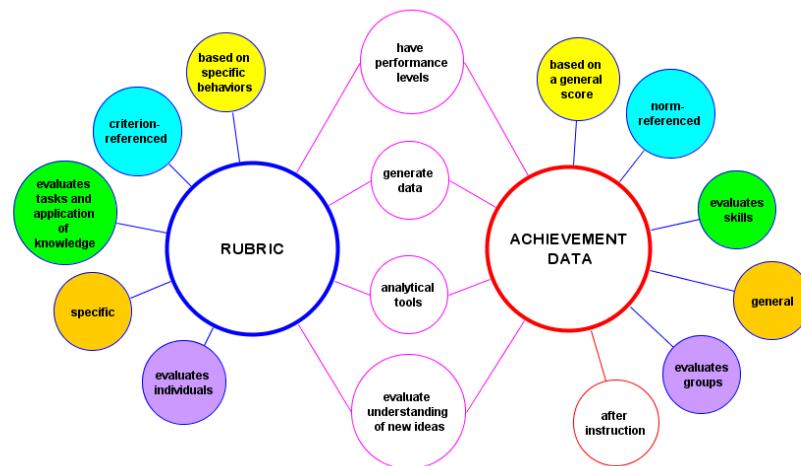 based on
specific
behaviors
criterion-
referenced
evaluates
tasks and
application
of
knowledge
specific
evaluates
individuals
RUBRIC
have
performance
levels
generate
data
analytical
tools
evaluate
understanding
of new ideas
ACHIEVEMENT
DATA
based on
a general
score
norm-
referenced
evaluates
skills
general
evaluates
groups
after
instruction